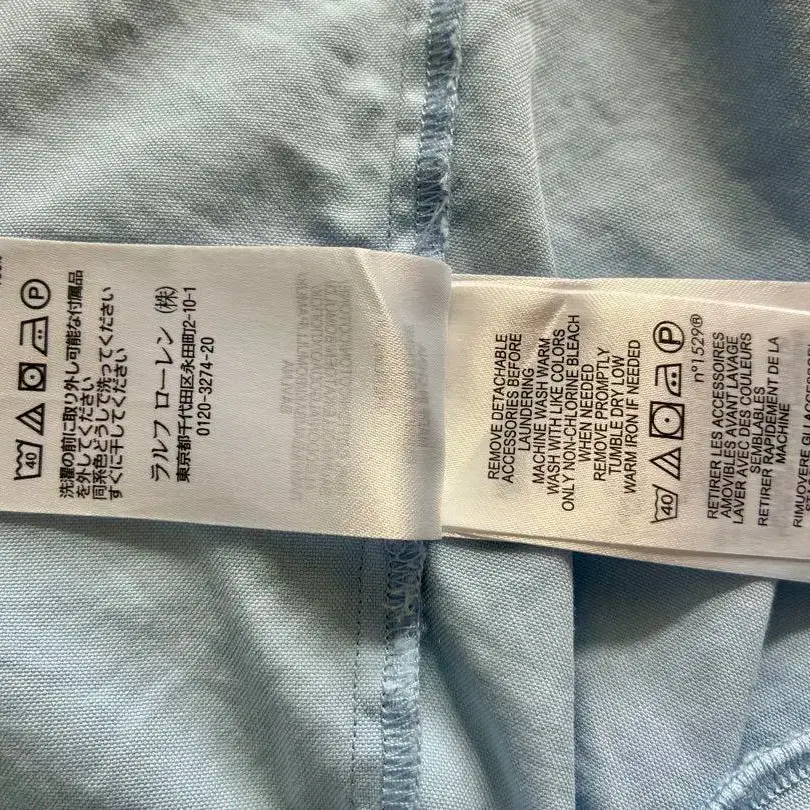 40
P
洗濯の前に取り外し可能な付属品
を外してください
同系色どうしで洗ってください
すぐに干してください
ラルフ ローレン (株)
東京都千代田区永田町2-10-1
0120-3274-20
REMOVE DETACHABLE
ACCESSORIES BEFORE
LAUNDERING
MACHINE WASH WARM
WASH WITH LIKE COLORS
ONLY NON-CHLORINE BLEACH
WHEN NEEDED
REMOVE PROMPTLY
TUMBLE DRY LOW
WARM IRON IF NEEDED
40
P
n°1529®
RETIRER LES ACCESSOIRES
AMOVIBLES AVANT LAVAGE
LAVER AVEC DES COULEURS
SEMBLABLES
RETIRER RAPIDEMENT DE LA
MACHINE
RIMUOVERE GLI